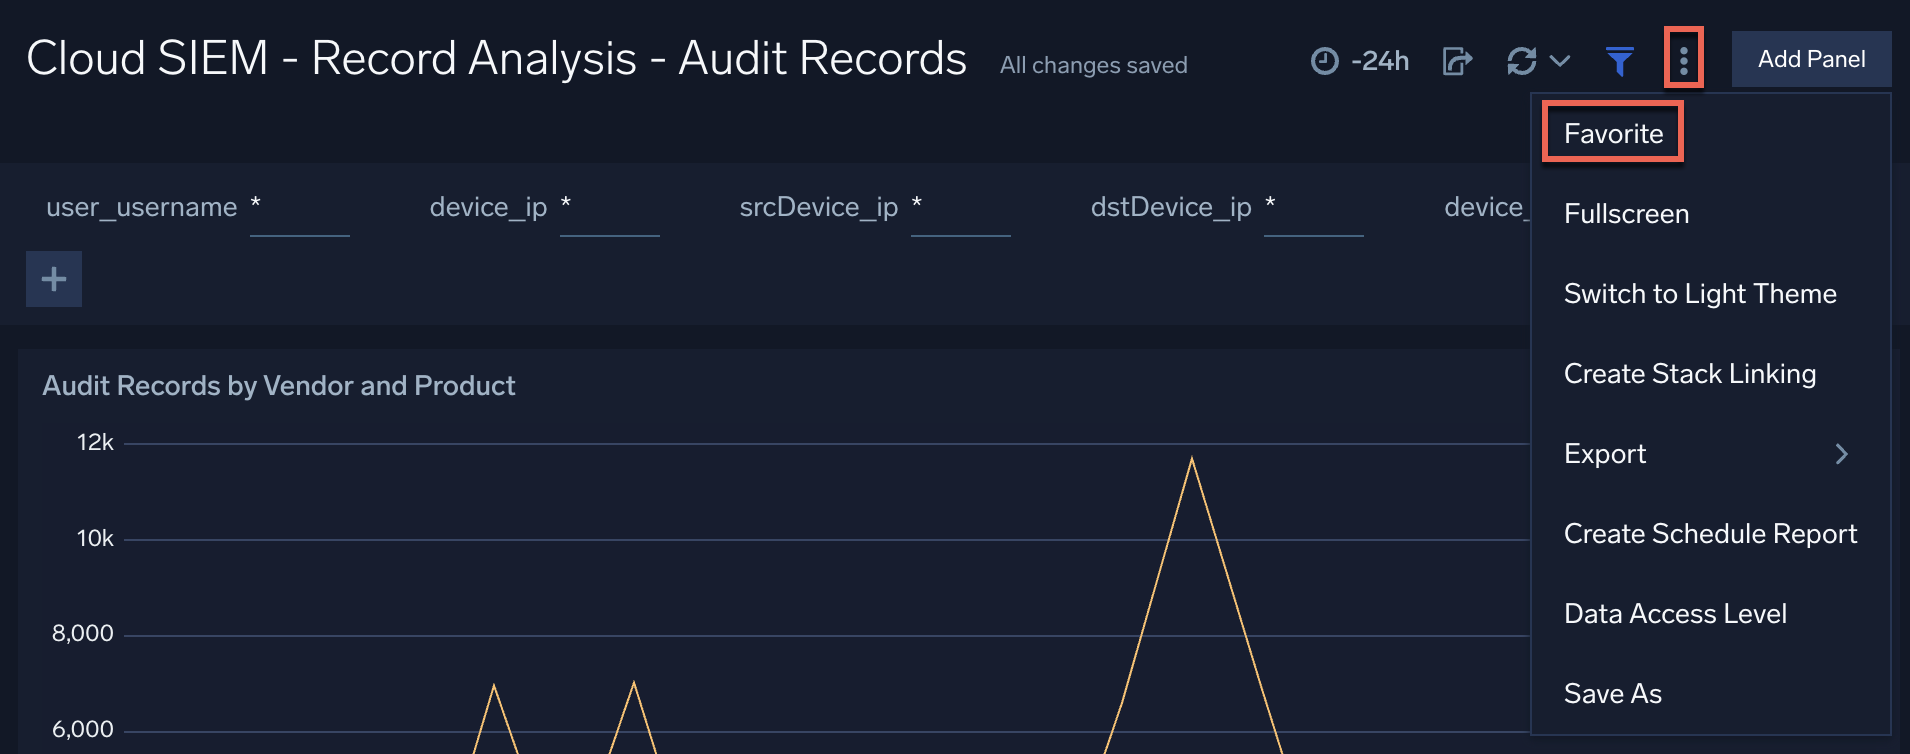 Cloud SIEM - Record Analysis - Audit Records
All changes saved
-24h
Add Panel
Favorite
Fullscreen
Switch to Light Theme
Create Stack Linking
Export
Create Schedule Report
Data Access Level
Save As
user_username *
device_ip *
srcDevice_ip *
dstDevice_ip *
device_
Audit Records by Vendor and Product
12k
10k
8,000
6,000